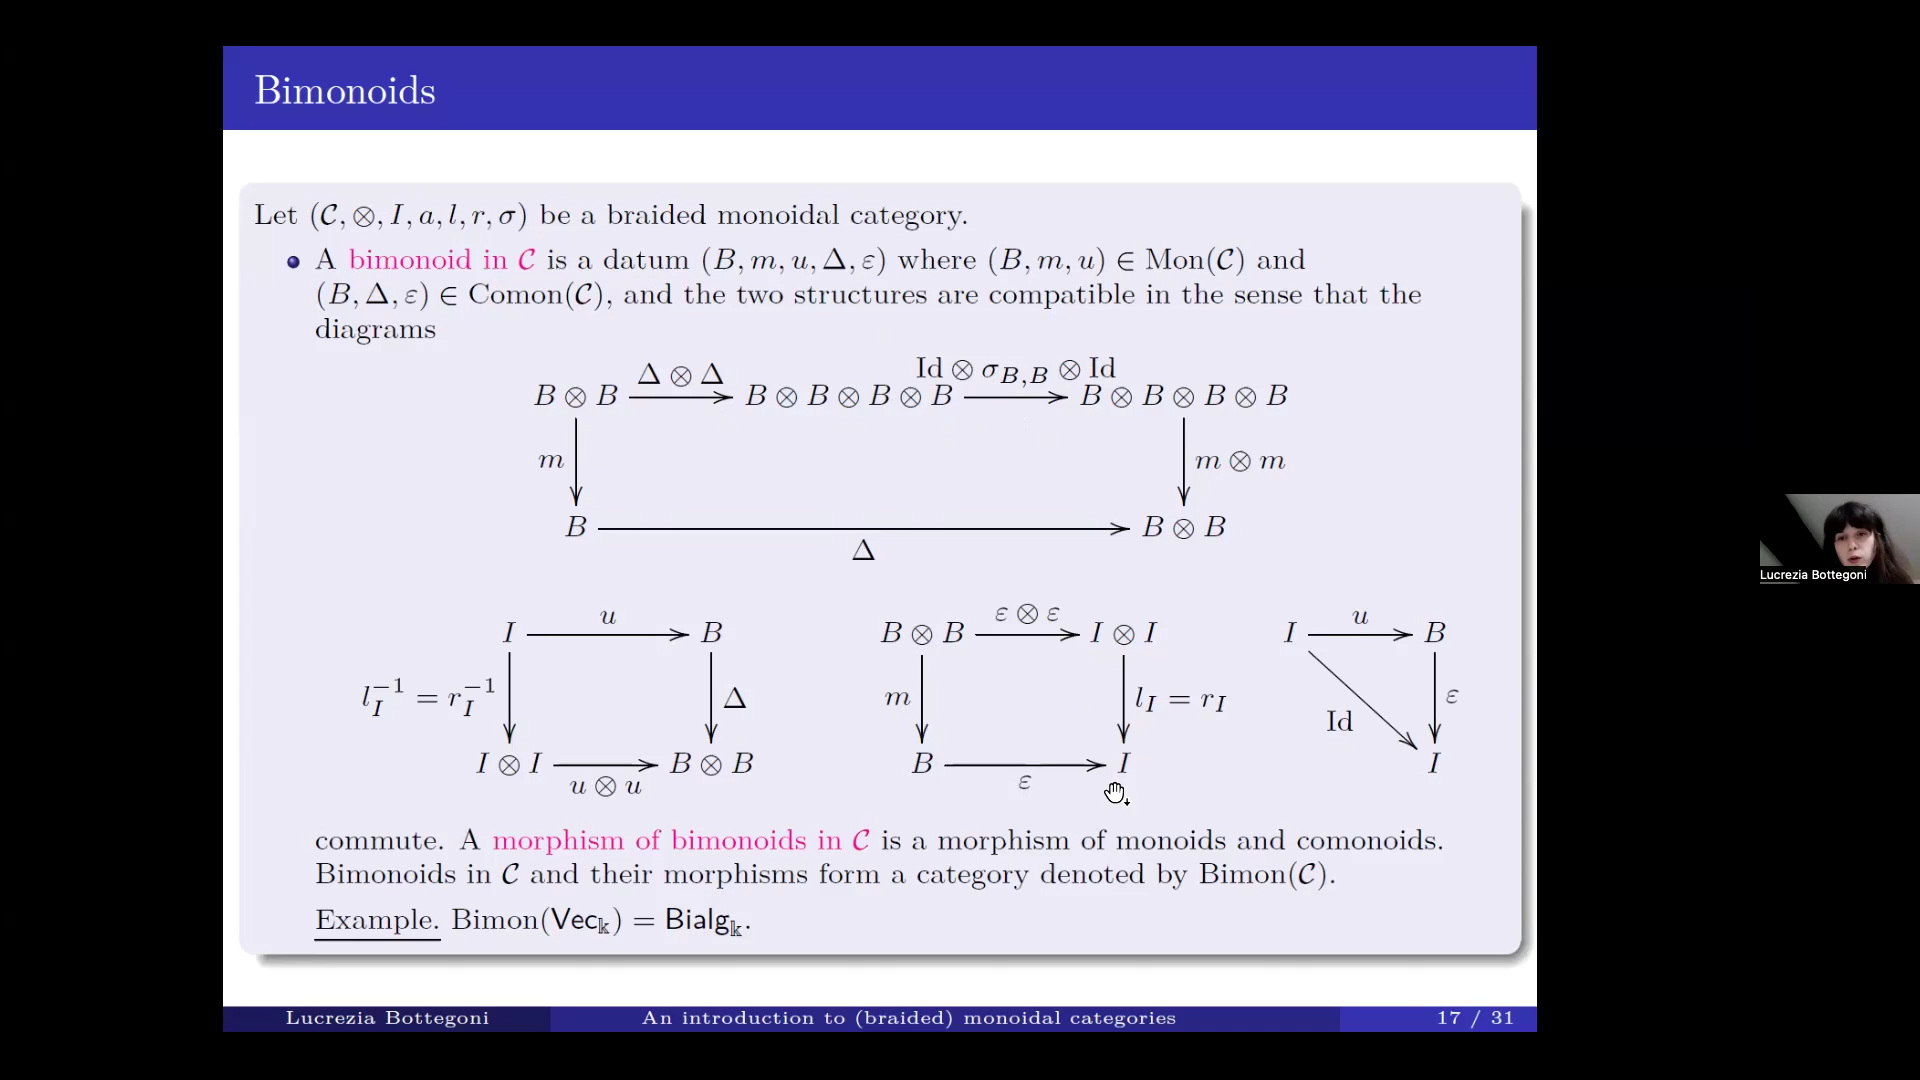 Bimonoids
Let (𝒞, ⊗, I, a, l, r, σ) be a braided monoidal category.
A bimonoid in 𝒞 is a datum (B, m, u, Δ, ε) where (B, m, u) ∈ Mon(𝒞) and
(B, Δ, ε) ∈ Comon(𝒞), and the two structures are compatible in the sense that the
diagrams
Δ ⊗ Δ Id ⊗ σ_{B,B} ⊗ Id
B ⊗ B B ⊗ B ⊗ B ⊗ B B ⊗ B ⊗ B ⊗ B
m m ⊗ m
B B ⊗ B
Δ
u ε ⊗ ε u
I B B ⊗ B I ⊗ I I B
l_I^{-1} = r_I^{-1} Δ m l_I = r_I Id ε
I ⊗ I B ⊗ B B I I
u ⊗ u ε
commute. A morphism of bimonoids in 𝒞 is a morphism of monoids and comonoids.
Bimonoids in 𝒞 and their morphisms form a category denoted by Bimon(𝒞).
Example. Bimon(Vec_𝕜) = Bialg_𝕜.
Lucrezia Bottegoni An introduction to (braided) monoidal categories 17 / 31
Lucrezia Bottegoni